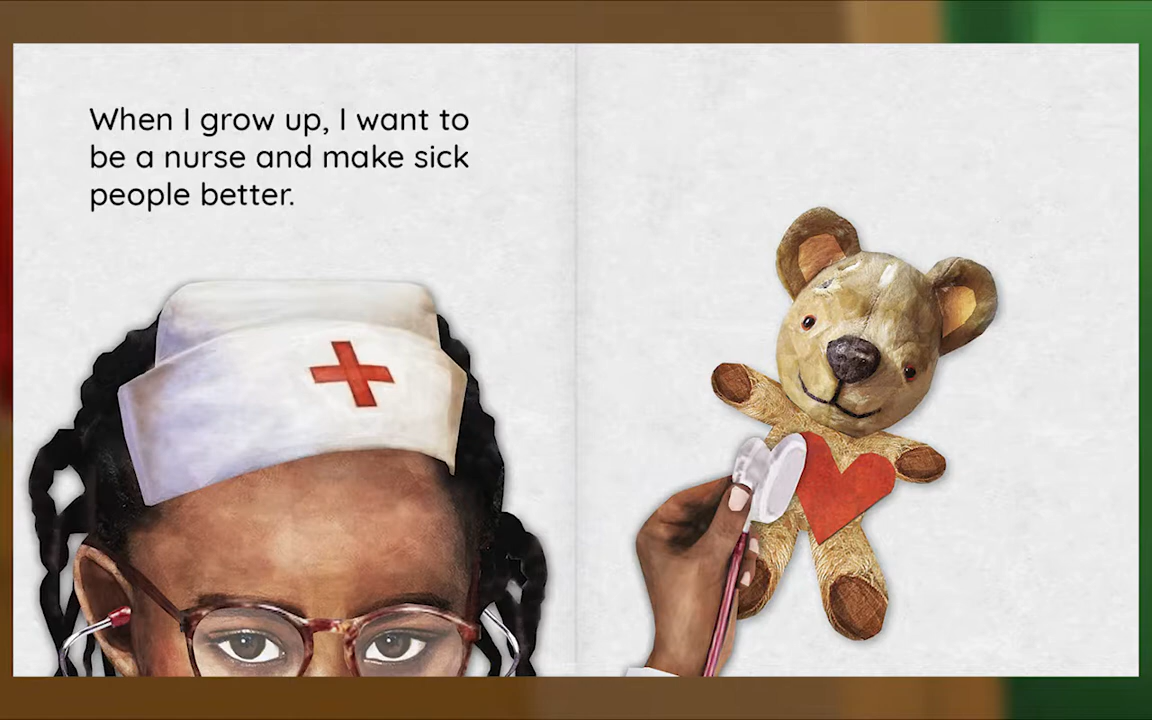 When I grow up, I want to
be a nurse and make sick
people better.